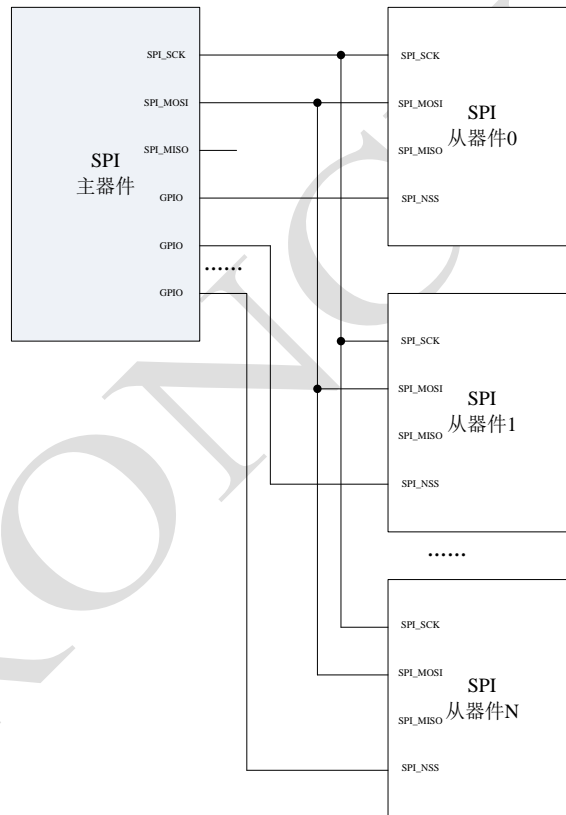 SPI_SCK
SPI_MOSI
SPI_MISO
SPI
主器件
GPIO
GPIO
……
GPIO
SPI_SCK
SPI_MOSI
SPI
从器件0
SPI_MISO
SPI_NSS
SPI_SCK
SPI_MOSI
SPI
从器件1
SPI_MISO
SPI_NSS
……
SPI_SCK
SPI_MOSI
SPI
从器件N
SPI_MISO
SPI_NSS